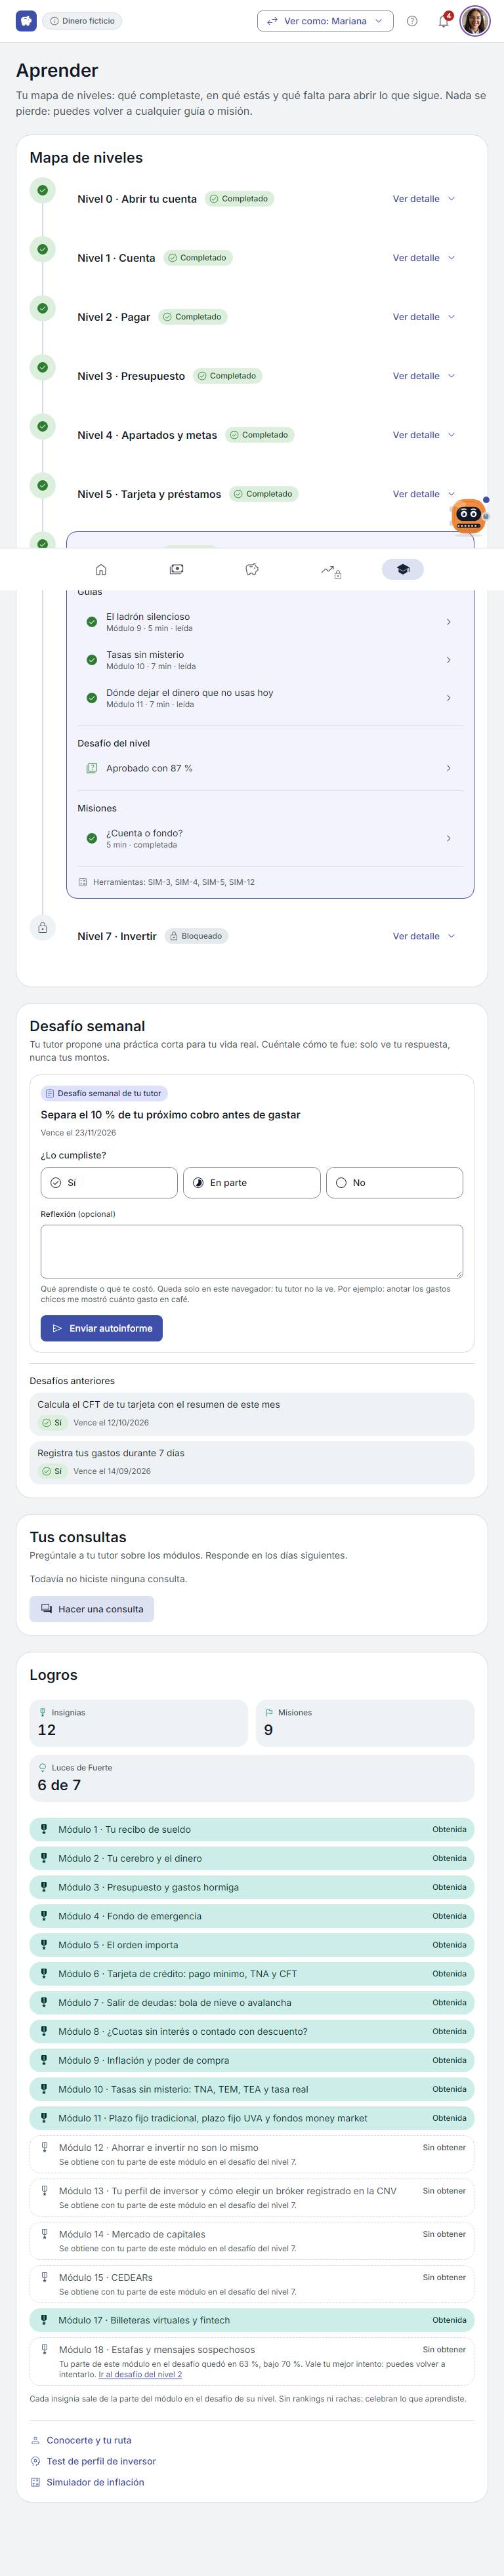 Dinero ficticio
Ver como: Mariana
4
Aprender
Tu mapa de niveles: qué completaste, en qué estás y qué falta para abrir lo que sigue. Nada se
pierde: puedes volver a cualquier guía o misión.
Mapa de niveles
Nivel 0 · Abrir tu cuenta
Completado
Ver detalle
Nivel 1 · Cuenta
Completado
Ver detalle
Nivel 2 · Pagar
Completado
Ver detalle
Nivel 3 · Presupuesto
Completado
Ver detalle
Nivel 4 · Apartados y metas
Completado
Ver detalle
Nivel 5 · Tarjeta y préstamos
Completado
Ver detalle
Guías
El ladrón silencioso
Módulo 9 · 5 min · leída
Tasas sin misterio
Módulo 10 · 7 min · leída
Dónde dejar el dinero que no usas hoy
Módulo 11 · 7 min · leída
Desafío del nivel
Aprobado con 87 %
Misiones
¿Cuenta o fondo?
5 min · completada
Herramientas: SIM-3, SIM-4, SIM-5, SIM-12
Nivel 7 · Invertir
Bloqueado
Ver detalle
Desafío semanal
Tu tutor propone una práctica corta para tu vida real. Cuéntale cómo te fue: solo ve tu respuesta,
nunca tus montos.
Desafío semanal de tu tutor
Separa el 10 % de tu próximo cobro antes de gastar
Vence el 23/11/2026
¿Lo cumpliste?
Sí
En parte
No
Reflexión (opcional)
Qué aprendiste o qué te costó. Queda solo en este navegador: tu tutor no la ve. Por ejemplo: anotar los gastos
chicos me mostró cuánto gasto en café.
Enviar autoinforme
Desafíos anteriores
Calcula el CFT de tu tarjeta con el resumen de este mes
Sí
Vence el 12/10/2026
Registra tus gastos durante 7 días
Sí
Vence el 14/09/2026
Tus consultas
Pregúntale a tu tutor sobre los módulos. Responde en los días siguientes.
Todavía no hiciste ninguna consulta.
Hacer una consulta
Logros
Insignias
12
Misiones
9
Luces de Fuerte
6 de 7
Módulo 1 · Tu recibo de sueldo
Obtenida
Módulo 2 · Tu cerebro y el dinero
Obtenida
Módulo 3 · Presupuesto y gastos hormiga
Obtenida
Módulo 4 · Fondo de emergencia
Obtenida
Módulo 5 · El orden importa
Obtenida
Módulo 6 · Tarjeta de crédito: pago mínimo, TNA y CFT
Obtenida
Módulo 7 · Salir de deudas: bola de nieve o avalancha
Obtenida
Módulo 8 · ¿Cuotas sin interés o contado con descuento?
Obtenida
Módulo 9 · Inflación y poder de compra
Obtenida
Módulo 10 · Tasas sin misterio: TNA, TEM, TEA y tasa real
Obtenida
Módulo 11 · Plazo fijo tradicional, plazo fijo UVA y fondos money market
Obtenida
Módulo 12 · Ahorrar e invertir no son lo mismo
Sin obtener
Se obtiene con tu parte de este módulo en el desafío del nivel 7.
Módulo 13 · Tu perfil de inversor y cómo elegir un bróker registrado en la CNV
Sin obtener
Se obtiene con tu parte de este módulo en el desafío del nivel 7.
Módulo 14 · Mercado de capitales
Sin obtener
Se obtiene con tu parte de este módulo en el desafío del nivel 7.
Módulo 15 · CEDEARs
Sin obtener
Se obtiene con tu parte de este módulo en el desafío del nivel 7.
Módulo 17 · Billeteras virtuales y fintech
Obtenida
Módulo 18 · Estafas y mensajes sospechosos
Sin obtener
Tu parte de este módulo en el desafío quedó en 63 %, bajo 70 %. Vale tu mejor intento: puedes volver a
intentarlo. Ir al desafío del nivel 2
Cada insignia sale de la parte del módulo en el desafío de su nivel. Sin rankings ni rachas: celebran lo que aprendiste.
Conocerte y tu ruta
Test de perfil de inversor
Simulador de inflación